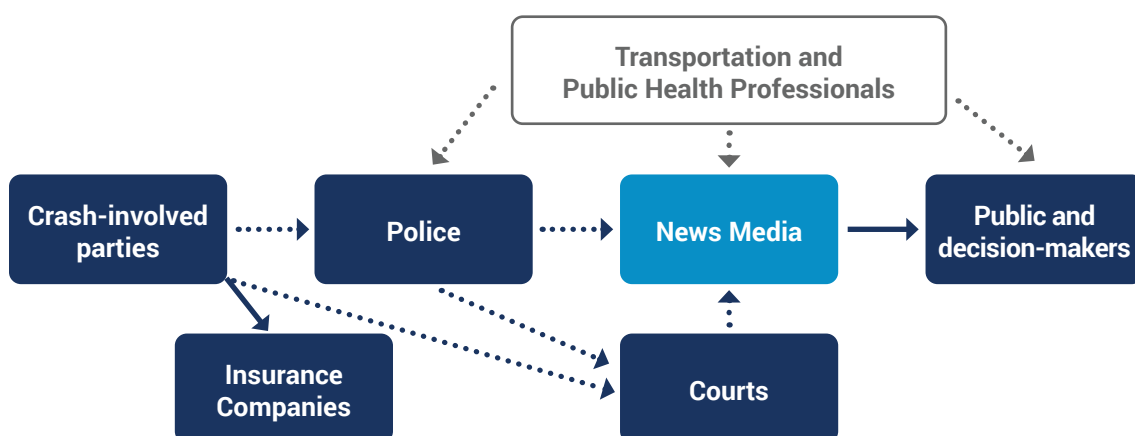 Transportation and
Public Health Professionals
Crash-involved
parties
Police
News Media
Public and
decision-makers
Insurance
Companies
Courts